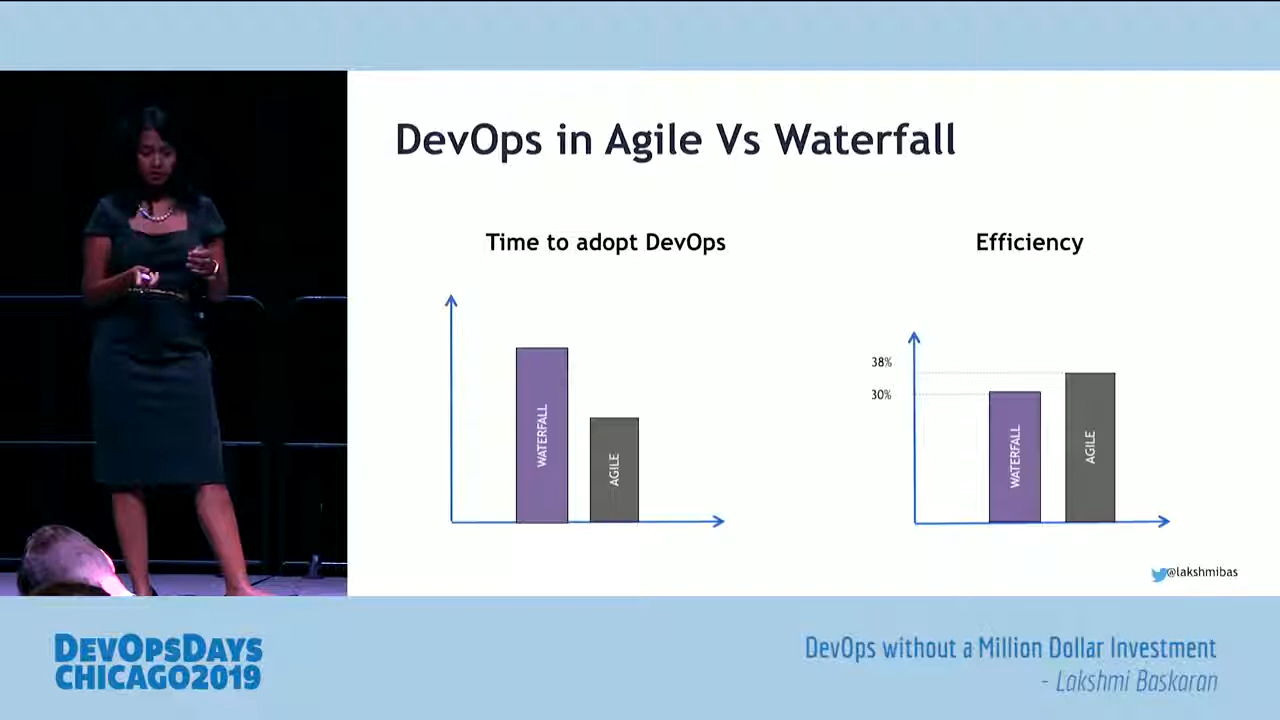 DevOps in Agile Vs Waterfall
Time to adopt DevOps
Efficiency
WATERFALL
AGILE
38%
30%
WATERFALL
AGILE
@lakshmibas
DEVOPSDAYS
CHICAGO2019
DevOps without a Million Dollar Investment
- Lakshmi Baskaran